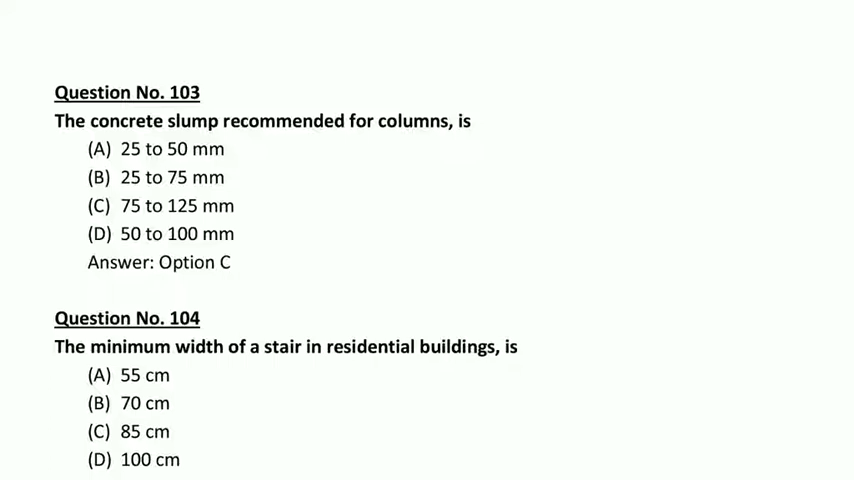 Question No. 103
The concrete slump recommended for columns, is
(A) 25 to 50 mm
(B) 25 to 75 mm
(C) 75 to 125 mm
(D) 50 to 100 mm
Answer: Option C
Question No. 104
The minimum width of a stair in residential buildings, is
(A) 55 cm
(B) 70 cm
(C) 85 cm
(D) 100 cm